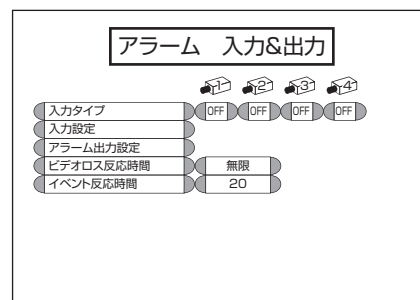 アラーム 入力&出力
1 2 3 4
入力タイプ OFF OFF OFF OFF
入力設定
アラーム出力設定
ビデオロス反応時間 無限
イベント反応時間 20